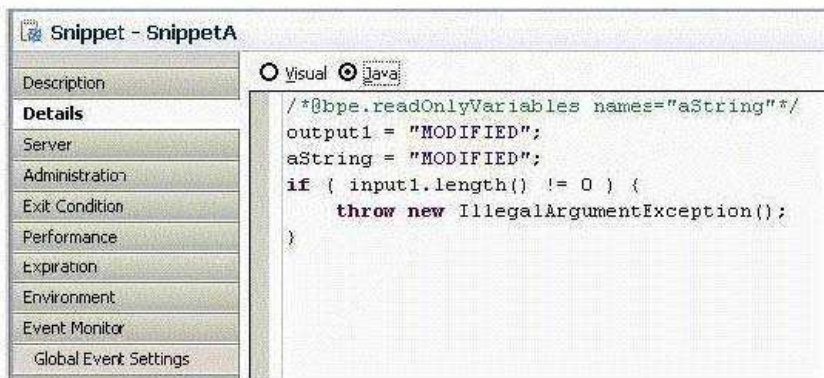 Snippet - SnippetA
Description
Details
Server
Administration
Exit Condition
Performance
Expiration
Environment
Event Monitor
Global Event Settings
Visual Java
/*@bpe.readOnlyVariables names="aString"*/
output1 = "MODIFIED";
aString = "MODIFIED";
if ( input1.length() != 0 ) {
    throw new IllegalArgumentException();
}